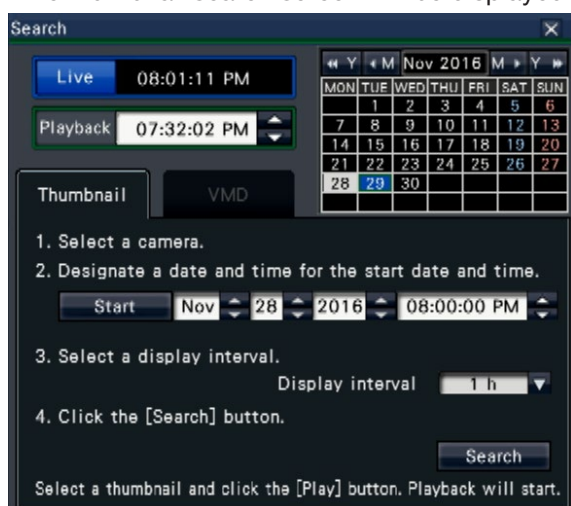 Search
Live 08:01:11 PM
Playback 07:32:02 PM
Y M Nov 2016 M Y
MON TUE WED THU FRI SAT SUN
1 2 3 4 5 6
7 8 9 10 11 12 13
14 15 16 17 18 19 20
21 22 23 24 25 26 27
28 29 30
Thumbnail VMD
1. Select a camera.
2. Designate a date and time for the start date and time.
Start Nov 28 2016 08:00:00 PM
3. Select a display interval.
Display interval 1 h
4. Click the [Search] button.
Search
Select a thumbnail and click the [Play] button. Playback will start.